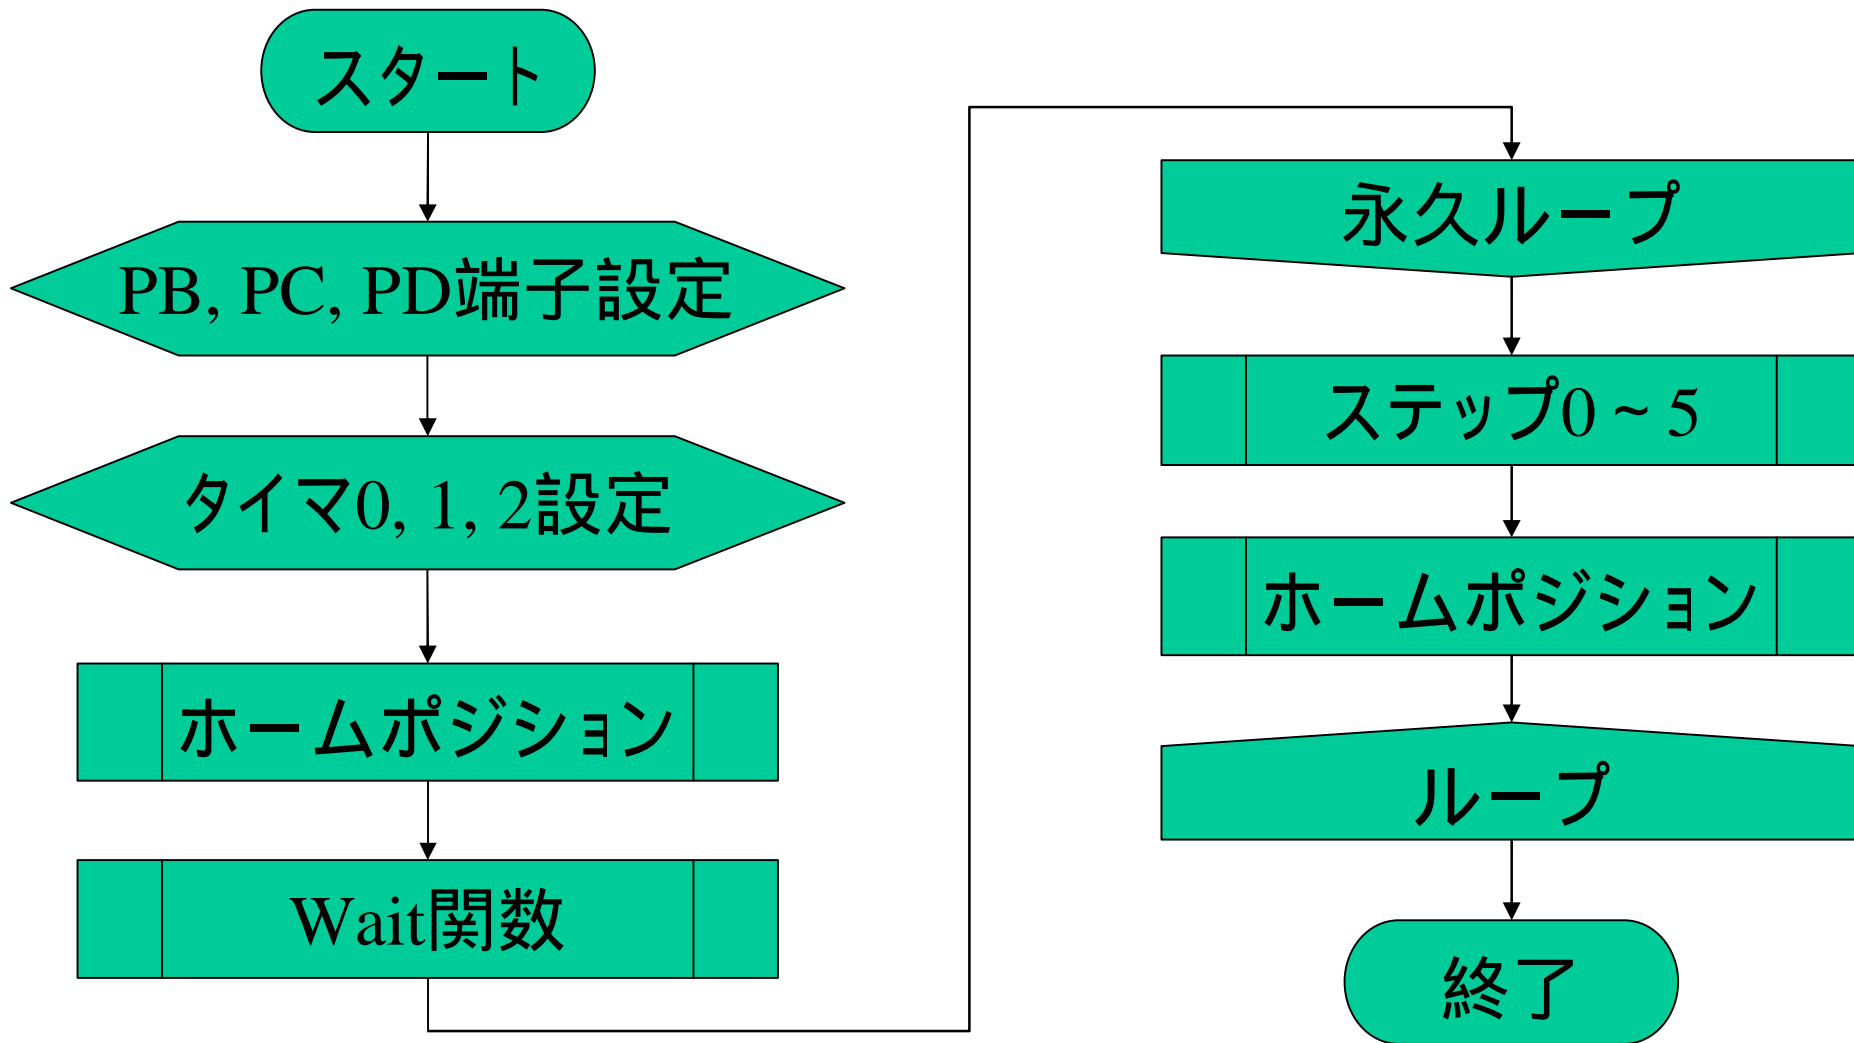 スタート
PB, PC, PD端子設定
タイマ0, 1, 2設定
ホームポジション
Wait関数
永久ループ
ステップ0 ~ 5
ホームポジション
ループ
終了